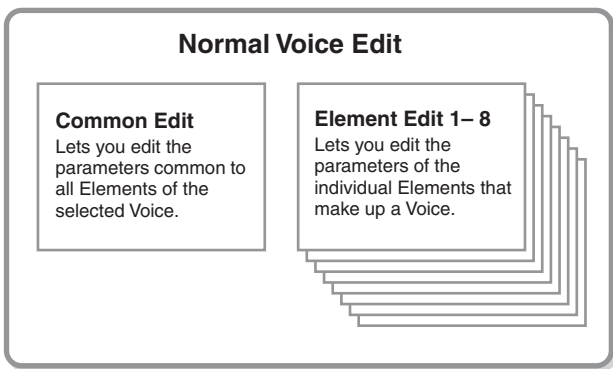 Normal Voice Edit
Common Edit
Lets you edit the
parameters common to
all Elements of the
selected Voice.
Element Edit 1– 8
Lets you edit the
parameters of the
individual Elements that
make up a Voice.